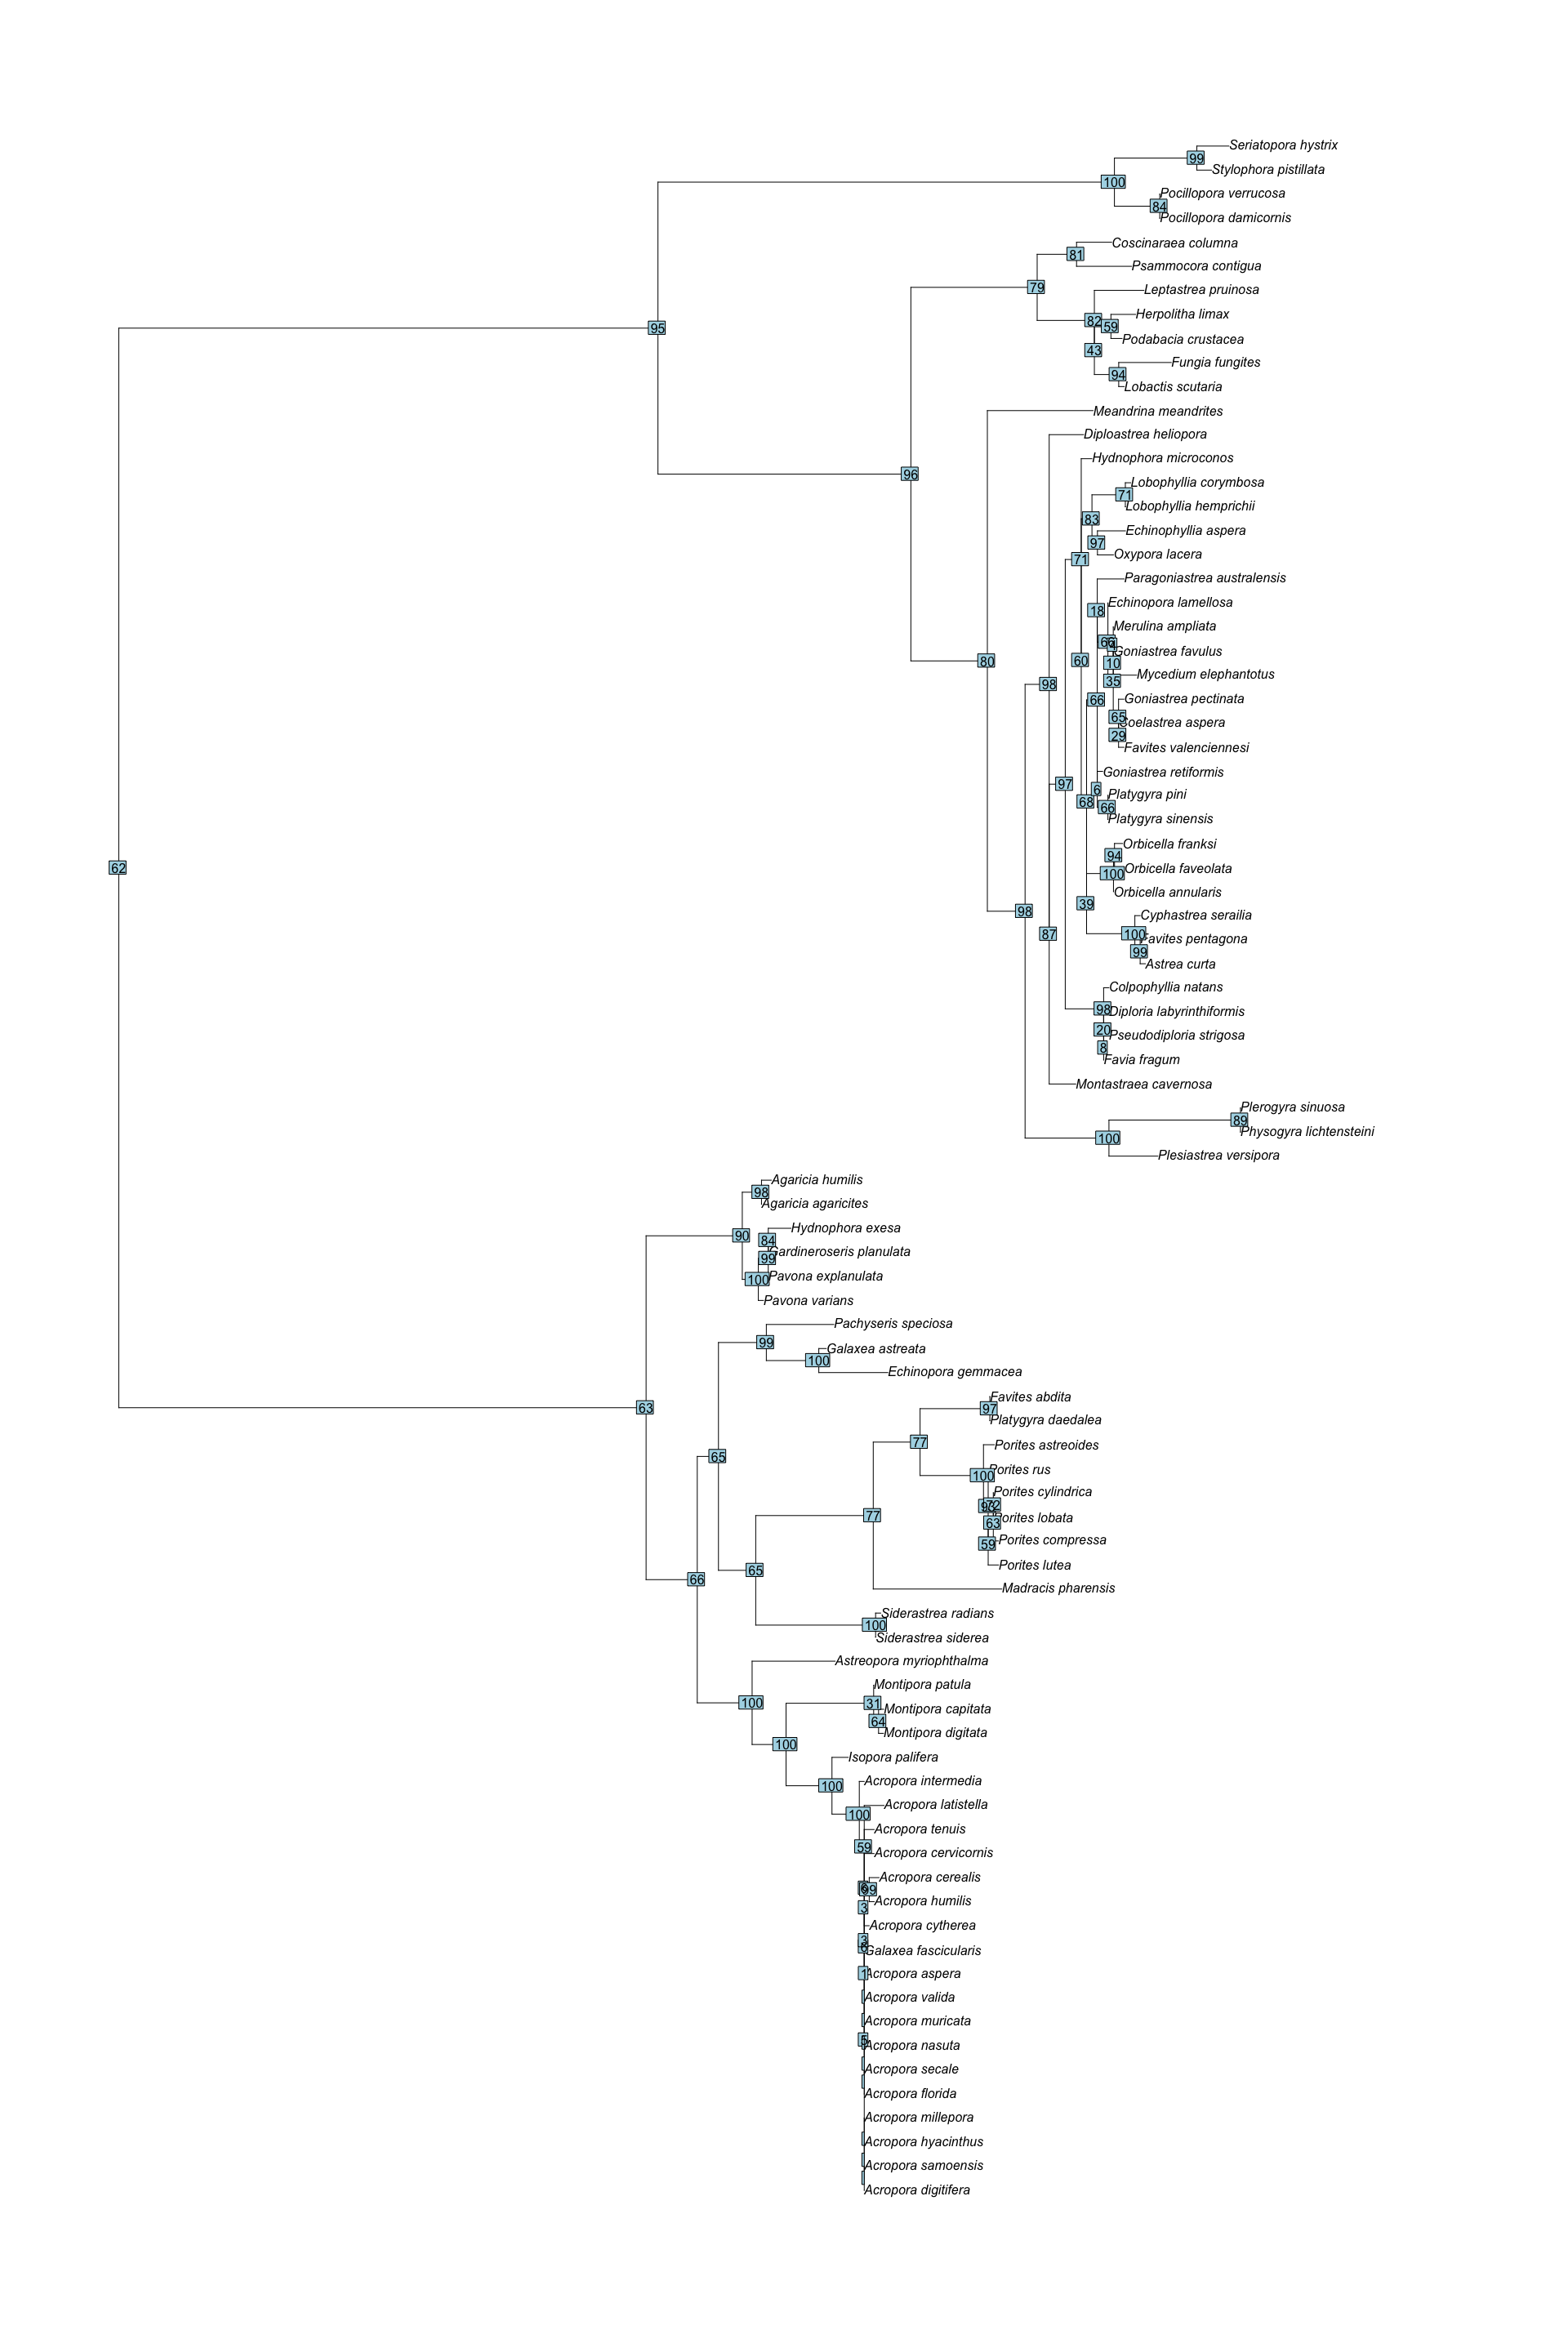 Seriatopora hystrix
99
Stylophora pistillata
100
Pocillopora verrucosa
84
Pocillopora damicornis
Coscinaraea columna
81
Psammocora contigua
79
Leptastrea pruinosa
Herpolitha limax
82
59
95
Podabacia crustacea
43
Fungia fungites
94
Lobactis scutaria
Meandrina meandrites
Diploastrea heliopora
Hydnophora microconos
96
Lobophyllia corymbosa
71
Lobophyllia hemprichii
83
Echinophyllia aspera
97
Oxypora lacera
71
Paragoniastrea australensis
Echinopora lamellosa
18
Merulina ampliata
66
Goniastrea favulus
80
60
10
Mycedium elephantotus
35
98
Goniastrea pectinata
66
65
Coelastrea aspera
29
Favites valenciennesi
Goniastrea retiformis
97
6
Platygyra pini
68
66
Platygyra sinensis
Orbicella franksi
94
62
Orbicella faveolata
100
Orbicella annularis
39
98
Cyphastrea serailia
87
100
Favites pentagona
99
Astrea curta
Colpophyllia natans
98
Diploria labyrinthiformis
20
Pseudodiploria strigosa
8
Favia fragum
Montastraea cavernosa
Plerogyra sinuosa
89
Physogyra lichtensteini
100
Plesiastrea versipora
Agaricia humilis
98
Agaricia agaricites
Hydnophora exesa
90
84
Gardineroseris planulata
99
Pavona explanulata
100
Pavona varians
Pachyseris speciosa
99
Galaxea astreata
100
Echinopora gemmacea
Favites abdita
63
97
Platygyra daedalea
77
Porites astreoides
65
Porites rus
100
Porites cylindrica
93
72
77
Porites lobata
63
Porites compressa
59
Porites lutea
65
66
Madracis pharensis
Siderastrea radians
100
Siderastrea siderea
Astreopora myriophthalma
Montipora patula
100
31
Montipora capitata
64
Montipora digitata
100
Isopora palifera
Acropora intermedia
100
Acropora latistella
100
Acropora tenuis
59
Acropora cervicornis
Acropora cerealis
99
Acropora humilis
3
Acropora cytherea
3
6
Galaxea fascicularis
1
Acropora aspera
Acropora valida
Acropora muricata
5
Acropora nasuta
Acropora secale
Acropora florida
Acropora millepora
Acropora hyacinthus
Acropora samoensis
Acropora digitifera